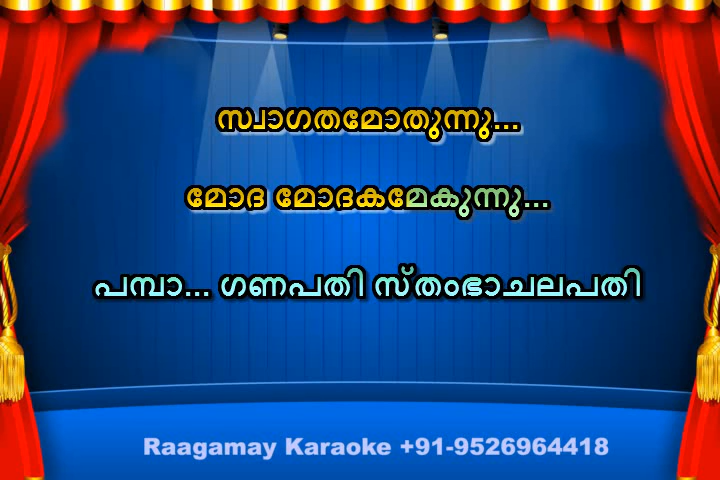 സ്വാഗതമോതുന്നു...
മോദ മോദകമേകുന്നു...
പമ്പാ... ഗണപതി സ്തംഭാചലപതി
Raagamay Karaoke +91-9526964418